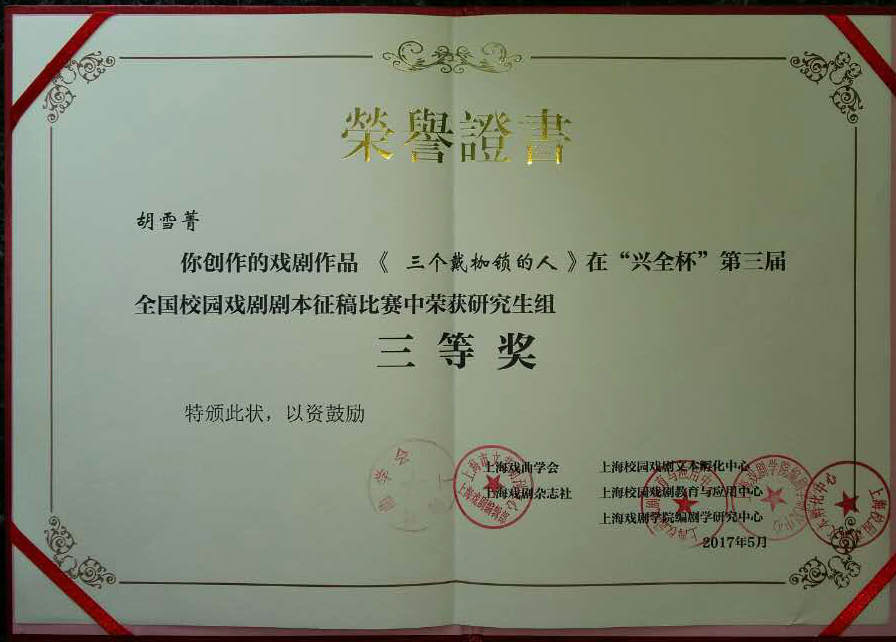 榮譽證書
胡雪菁
你创作的戏剧作品《 三个戴枷锁的人 》在“兴全杯”第三届
全国校园戏剧剧本征稿比赛中荣获研究生组
三等奖
特颁此状，以资鼓励
上海戏曲学会 上海校园戏剧文本孵化中心
上海戏剧杂志社 上海校园戏剧教育与应用中心
上海戏剧学院编剧学研究中心
2017年5月